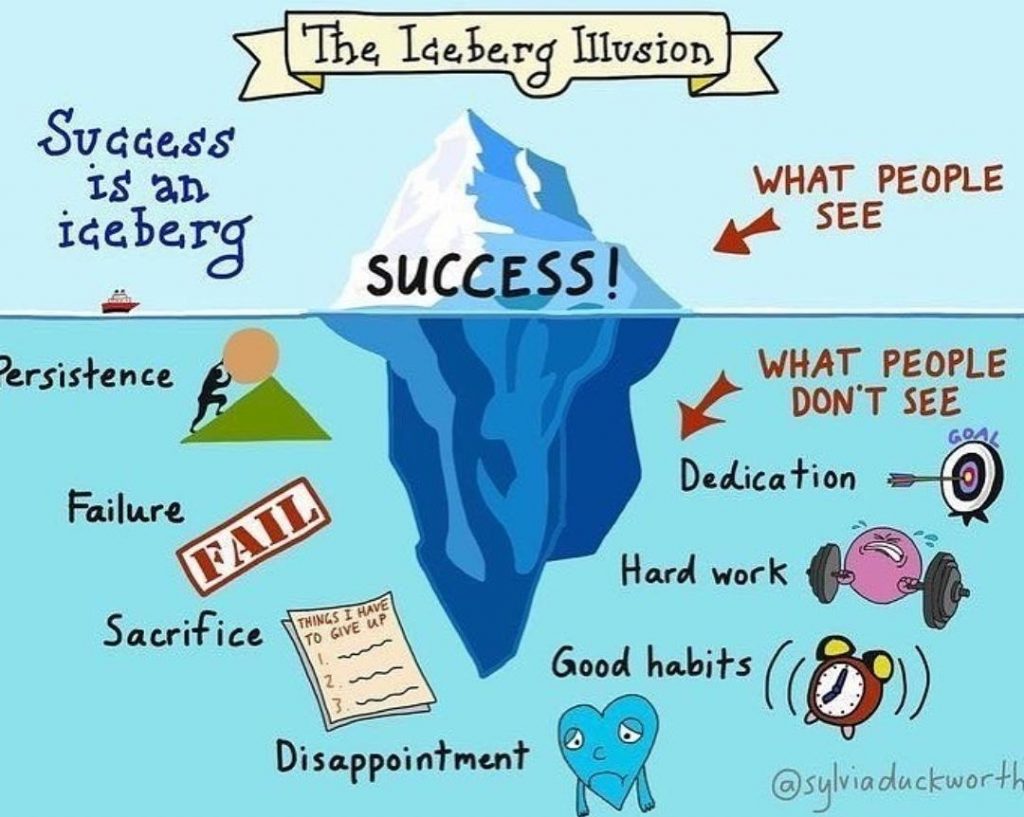 The Iceberg Illusion
Success
is an
iceberg
WHAT PEOPLE
SEE
SUCCESS!
WHAT PEOPLE
DON'T SEE
Persistence
GOAL
Dedication
Failure
FAIL
Hard work
Sacrifice
THINGS I HAVE
TO GIVE UP
1.
2.
3.
Good habits
Disappointment
@sylviaduckworth